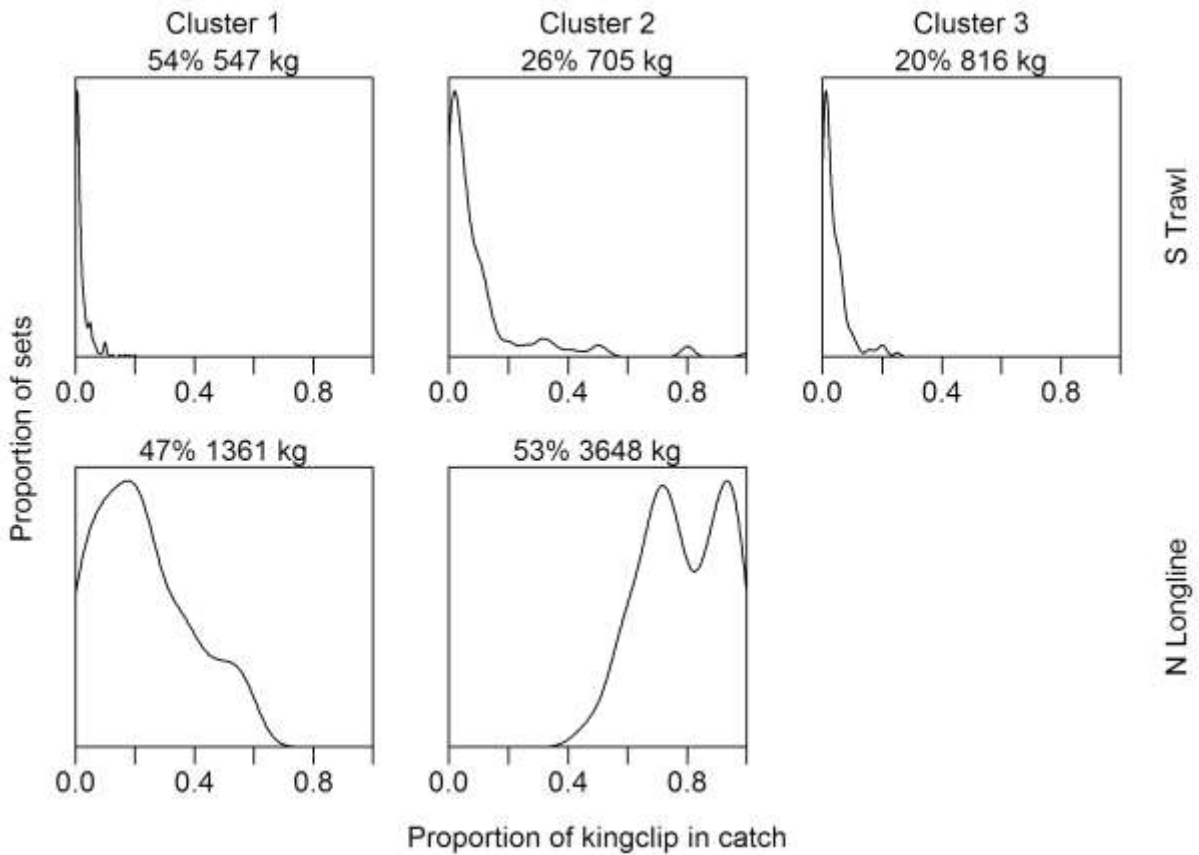 Cluster 1
54% 547 kg
Cluster 2
26% 705 kg
Cluster 3
20% 816 kg
0.0 0.4 0.8
0.0 0.4 0.8
0.0 0.4 0.8
S Trawl
Proportion of sets
47% 1361 kg
53% 3648 kg
0.0 0.4 0.8
0.0 0.4 0.8
N Longline
Proportion of kingclip in catch